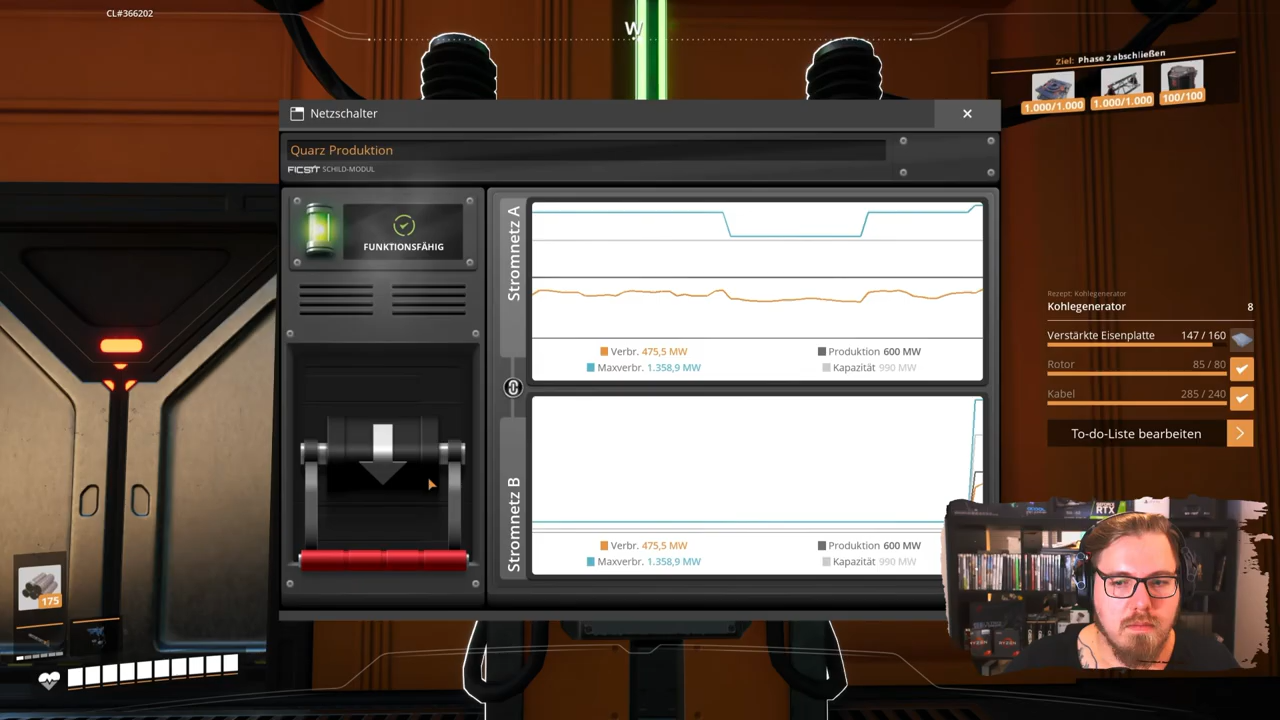 CL#366202
W
Ziel: Phase 2 abschließen
1.000/1.000
1.000/1.000
100/100
Netzschalter
Quarz Produktion
FICSIT SCHILD-MODUL
FUNKTIONSFÄHIG
Stromnetz A
Verbr. 475,5 MW
Produktion 600 MW
Maxverbr. 1.358,9 MW
Kapazität 990 MW
Stromnetz B
Verbr. 475,5 MW
Produktion 600 MW
Maxverbr. 1.358,9 MW
Kapazität 990 MW
Rezept: Kohlegenerator
Kohlegenerator 8
Verstärkte Eisenplatte 147 / 160
Rotor 85 / 80
Kabel 285 / 240
To-do-Liste bearbeiten
175
RTX